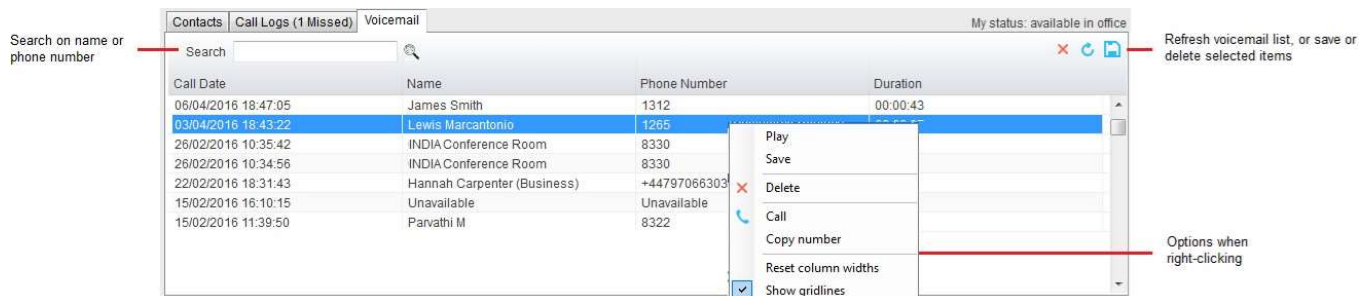 Contacts Call Logs (1 Missed) Voicemail My status: available in office
Search on name or
phone number
Search
Refresh voicemail list, or save or
delete selected items
Call Date Name Phone Number Duration
06/04/2016 18:47:05 James Smith 1312 00:00:43
03/04/2016 18:43:22 Lewis Marcantonio 1265
26/02/2016 10:35:42 INDIA Conference Room 8330
26/02/2016 10:34:56 INDIA Conference Room 8330
22/02/2016 18:31:43 Hannah Carpenter (Business) +44797066303
15/02/2016 16:10:15 Unavailable Unavailable
15/02/2016 11:39:50 Parvathi M 8322
Play
Save
Delete
Call
Copy number
Reset column widths
Show gridlines
Options when
right-clicking